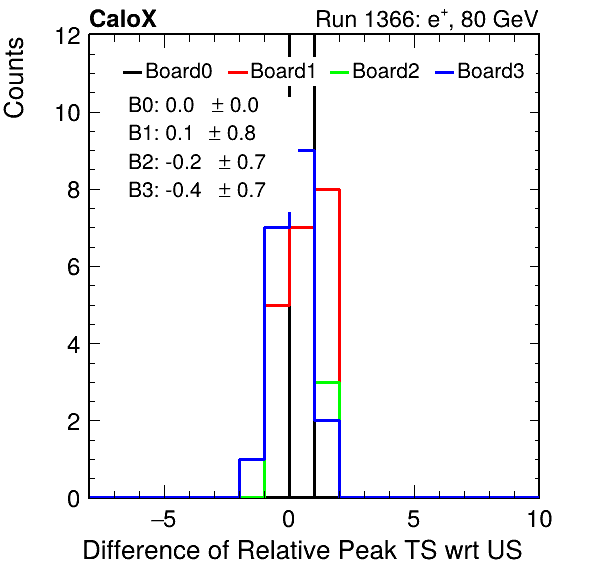 CaloX Run 1366: e+, 80 GeV
Counts
Board0 Board1 Board2 Board3
B0: 0.0 ± 0.0
B1: 0.1 ± 0.8
B2: -0.2 ± 0.7
B3: -0.4 ± 0.7
12
10
8
6
4
2
0
−5 0 5 10
Difference of Relative Peak TS wrt US